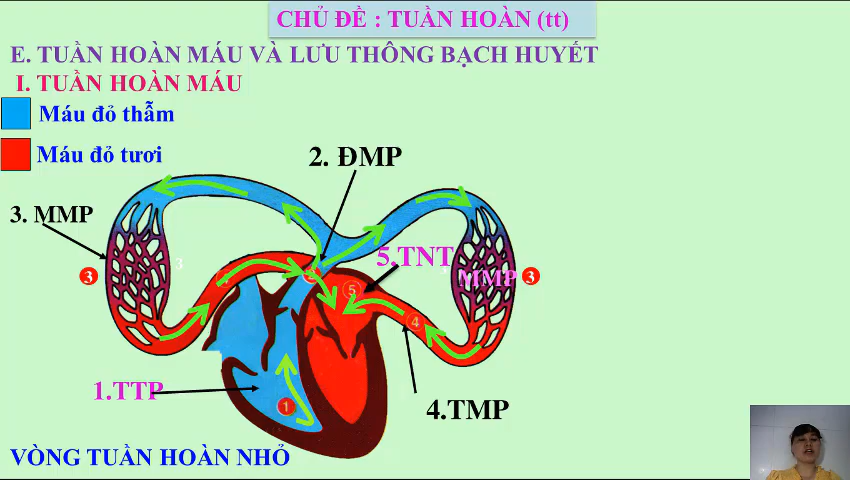 CHỦ ĐỀ : TUẦN HOÀN (tt)
E. TUẦN HOÀN MÁU VÀ LƯU THÔNG BẠCH HUYẾT
I. TUẦN HOÀN MÁU
Máu đỏ thẫm
Máu đỏ tươi
2. ĐMP
3. MMP
5.TNT
3
3
MMP
3
5
4
1.TTP
1
4.TMP
VÒNG TUẦN HOÀN NHỎ